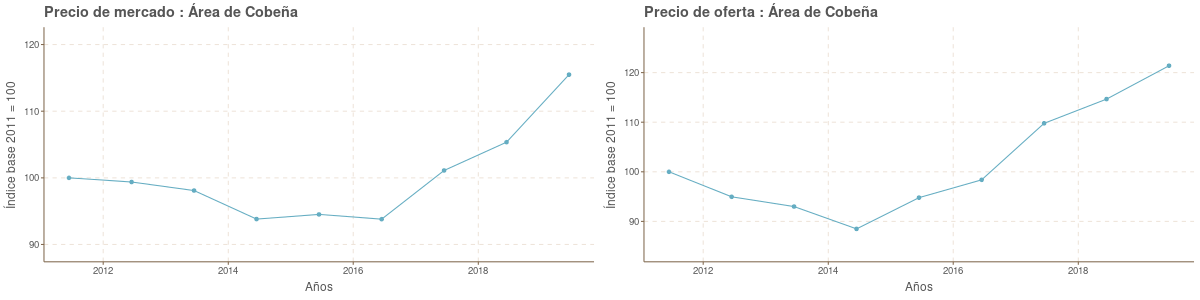 Precio de mercado : Área de Cobeña
Índice base 2011 = 100
120
110
100
90
2012 2014 2016 2018
Años
Precio de oferta : Área de Cobeña
Índice base 2011 = 100
120
110
100
90
2012 2014 2016 2018
Años